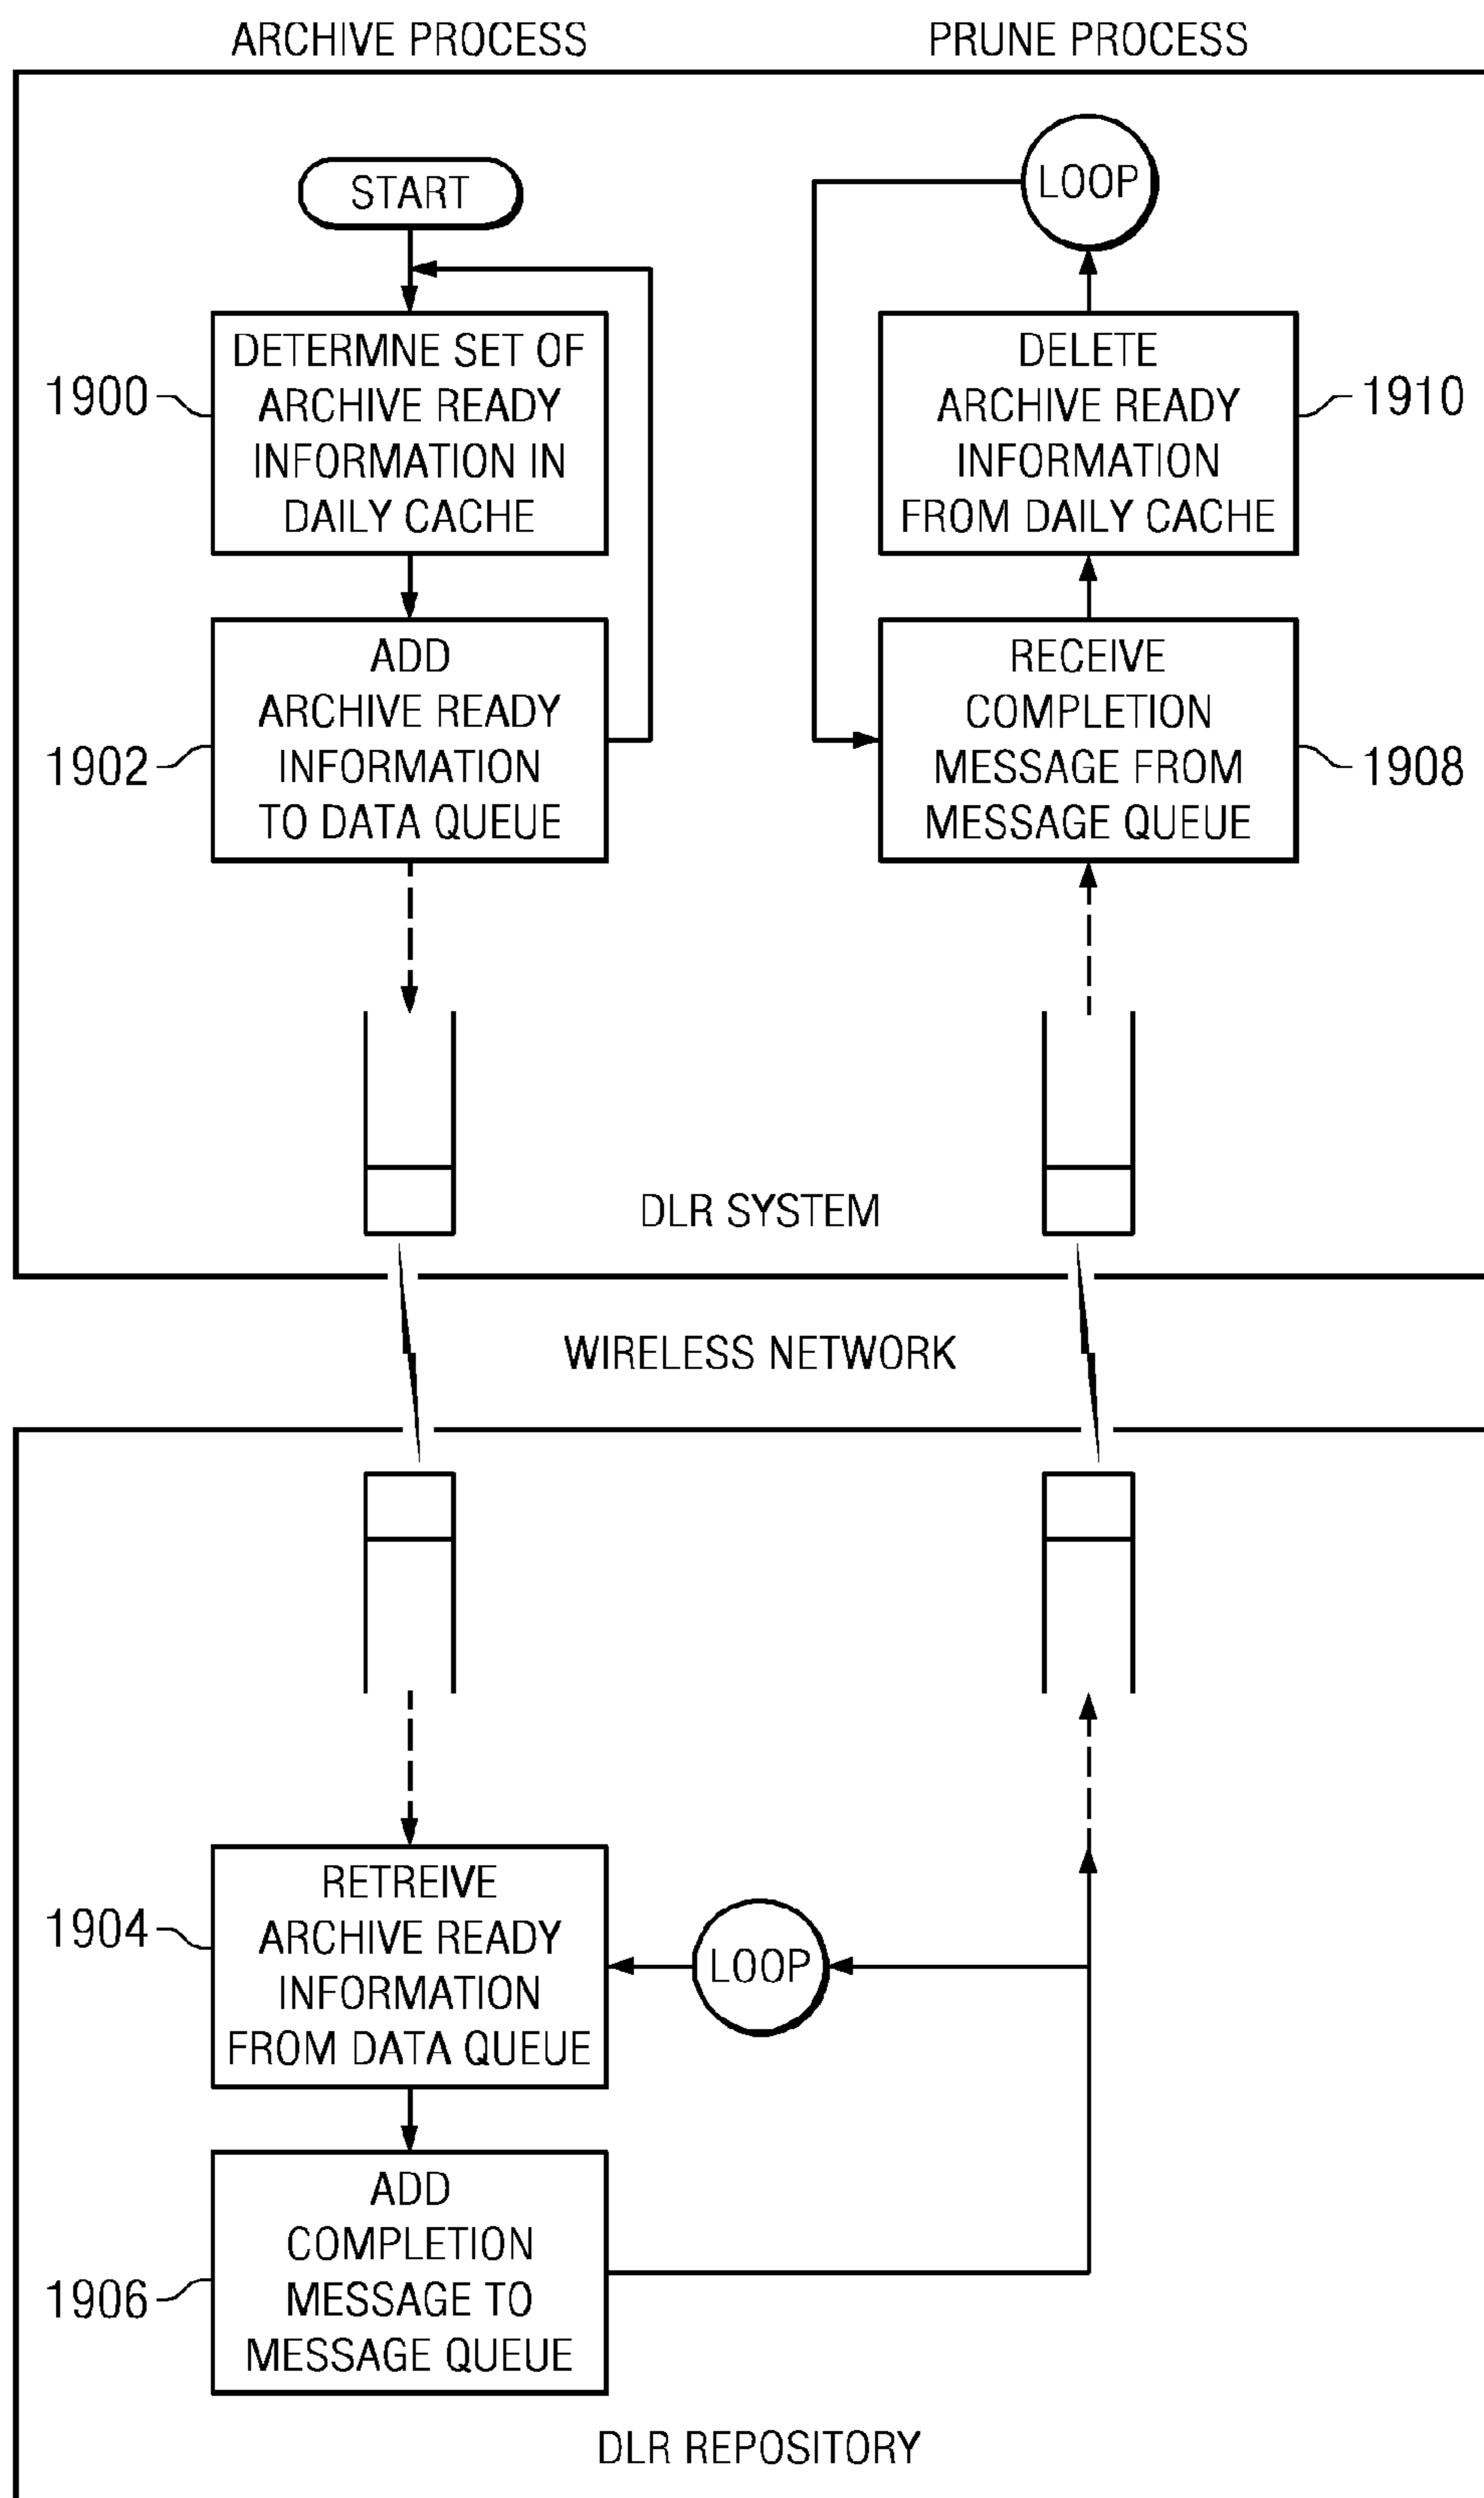 ARCHIVE PROCESS
PRUNE PROCESS
START
LOOP
1900
DETERMNE SET OF
ARCHIVE READY
INFORMATION IN
DAILY CACHE
DELETE
ARCHIVE READY
INFORMATION
FROM DAILY CACHE
1910
1902
ADD
ARCHIVE READY
INFORMATION
TO DATA QUEUE
RECEIVE
COMPLETION
MESSAGE FROM
MESSAGE QUEUE
1908
DLR SYSTEM
WIRELESS NETWORK
1904
RETREIVE
ARCHIVE READY
INFORMATION
FROM DATA QUEUE
LOOP
1906
ADD
COMPLETION
MESSAGE TO
MESSAGE QUEUE
DLR REPOSITORY